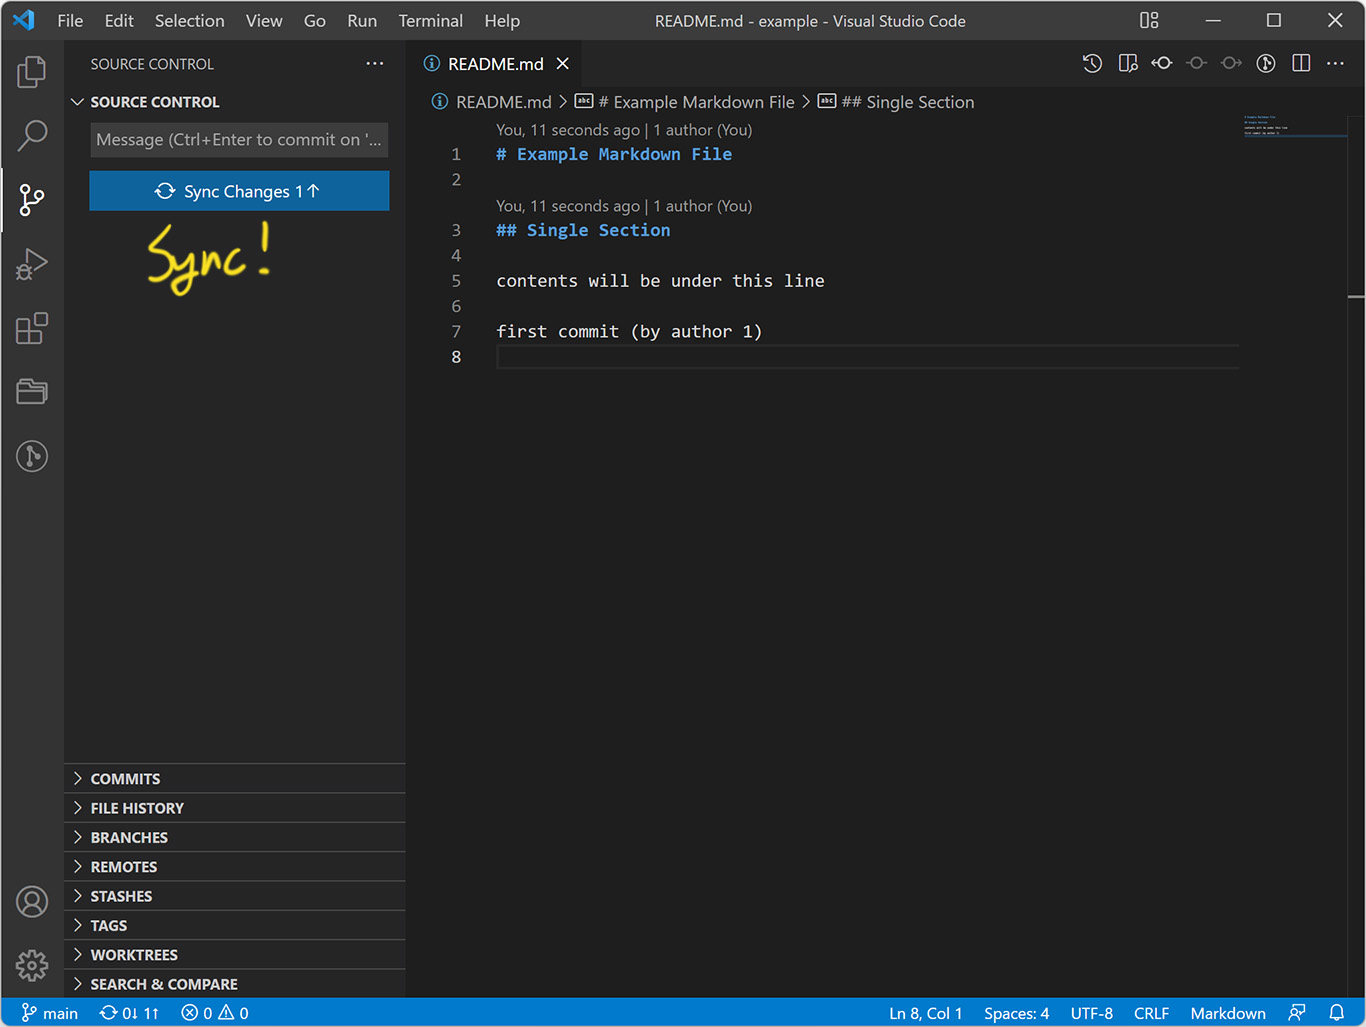 File Edit Selection View Go Run Terminal Help README.md - example - Visual Studio Code
SOURCE CONTROL
SOURCE CONTROL
Message (Ctrl+Enter to commit on '...
Sync Changes 1↑
Sync!
README.md
README.md > # Example Markdown File > ## Single Section
You, 11 seconds ago | 1 author (You)
1 # Example Markdown File
2
You, 11 seconds ago | 1 author (You)
3 ## Single Section
4
5 contents will be under this line
6
7 first commit (by author 1)
8
COMMITS
FILE HISTORY
BRANCHES
REMOTES
STASHES
TAGS
WORKTREES
SEARCH & COMPARE
main 0↓ 1↑ 0 0 Ln 8, Col 1 Spaces: 4 UTF-8 CRLF Markdown